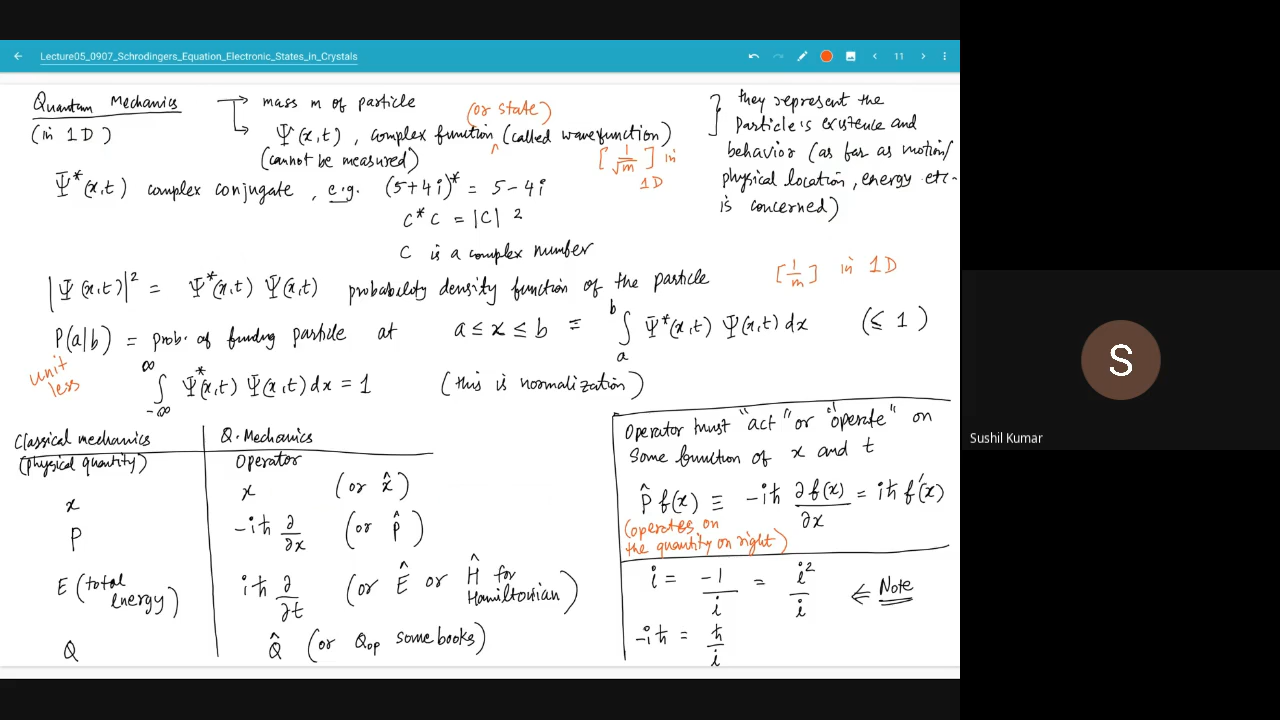 Lecture05_0907_Schrodingers_Equation_Electronic_States_in_Crystals
11
Quantum Mechanics
(in 1D)
→ mass m of particle
(or state)
Ψ(x,t), complex function (called wavefunction)
^
(cannot be measured)
[1/√m] in
1D
} they represent the
Particle's existence and
behavior (as far as motion/
physical location, energy etc.
is concerned)
Ψ*(x,t) complex conjugate, e.g. (5+4i)* = 5-4i
C*C = |C|²
C is a complex number
|Ψ(x,t)|² = Ψ*(x,t) Ψ(x,t) probability density function of the particle
[1/m] in 1D
P(a|b) = prob. of finding particle at a ≤ x ≤ b ≡ ∫_a^b Ψ*(x,t) Ψ(x,t) dx (≤ 1)
unit
less
∫_{-∞}^{∞} Ψ*(x,t) Ψ(x,t) dx = 1 (this is normalization)
Classical mechanics
(physical quantity)
Q. Mechanics
Operator
x
x (or x̂)
P
-iħ ∂/∂x (or p̂)
E (total
energy)
iħ ∂/∂t (or Ê or Ĥ for
Hamiltonian)
Q
Q̂ (or Qop some books)
Operator must "act" or "operate" on
some function of x and t
P̂ f(x) ≡ -iħ ∂f(x)/∂x = iħ f'(x)
(operates on
the quantity on right)
i = -1/i = i²/i ⇐ Note
-iħ = ħ/i
S
Sushil Kumar